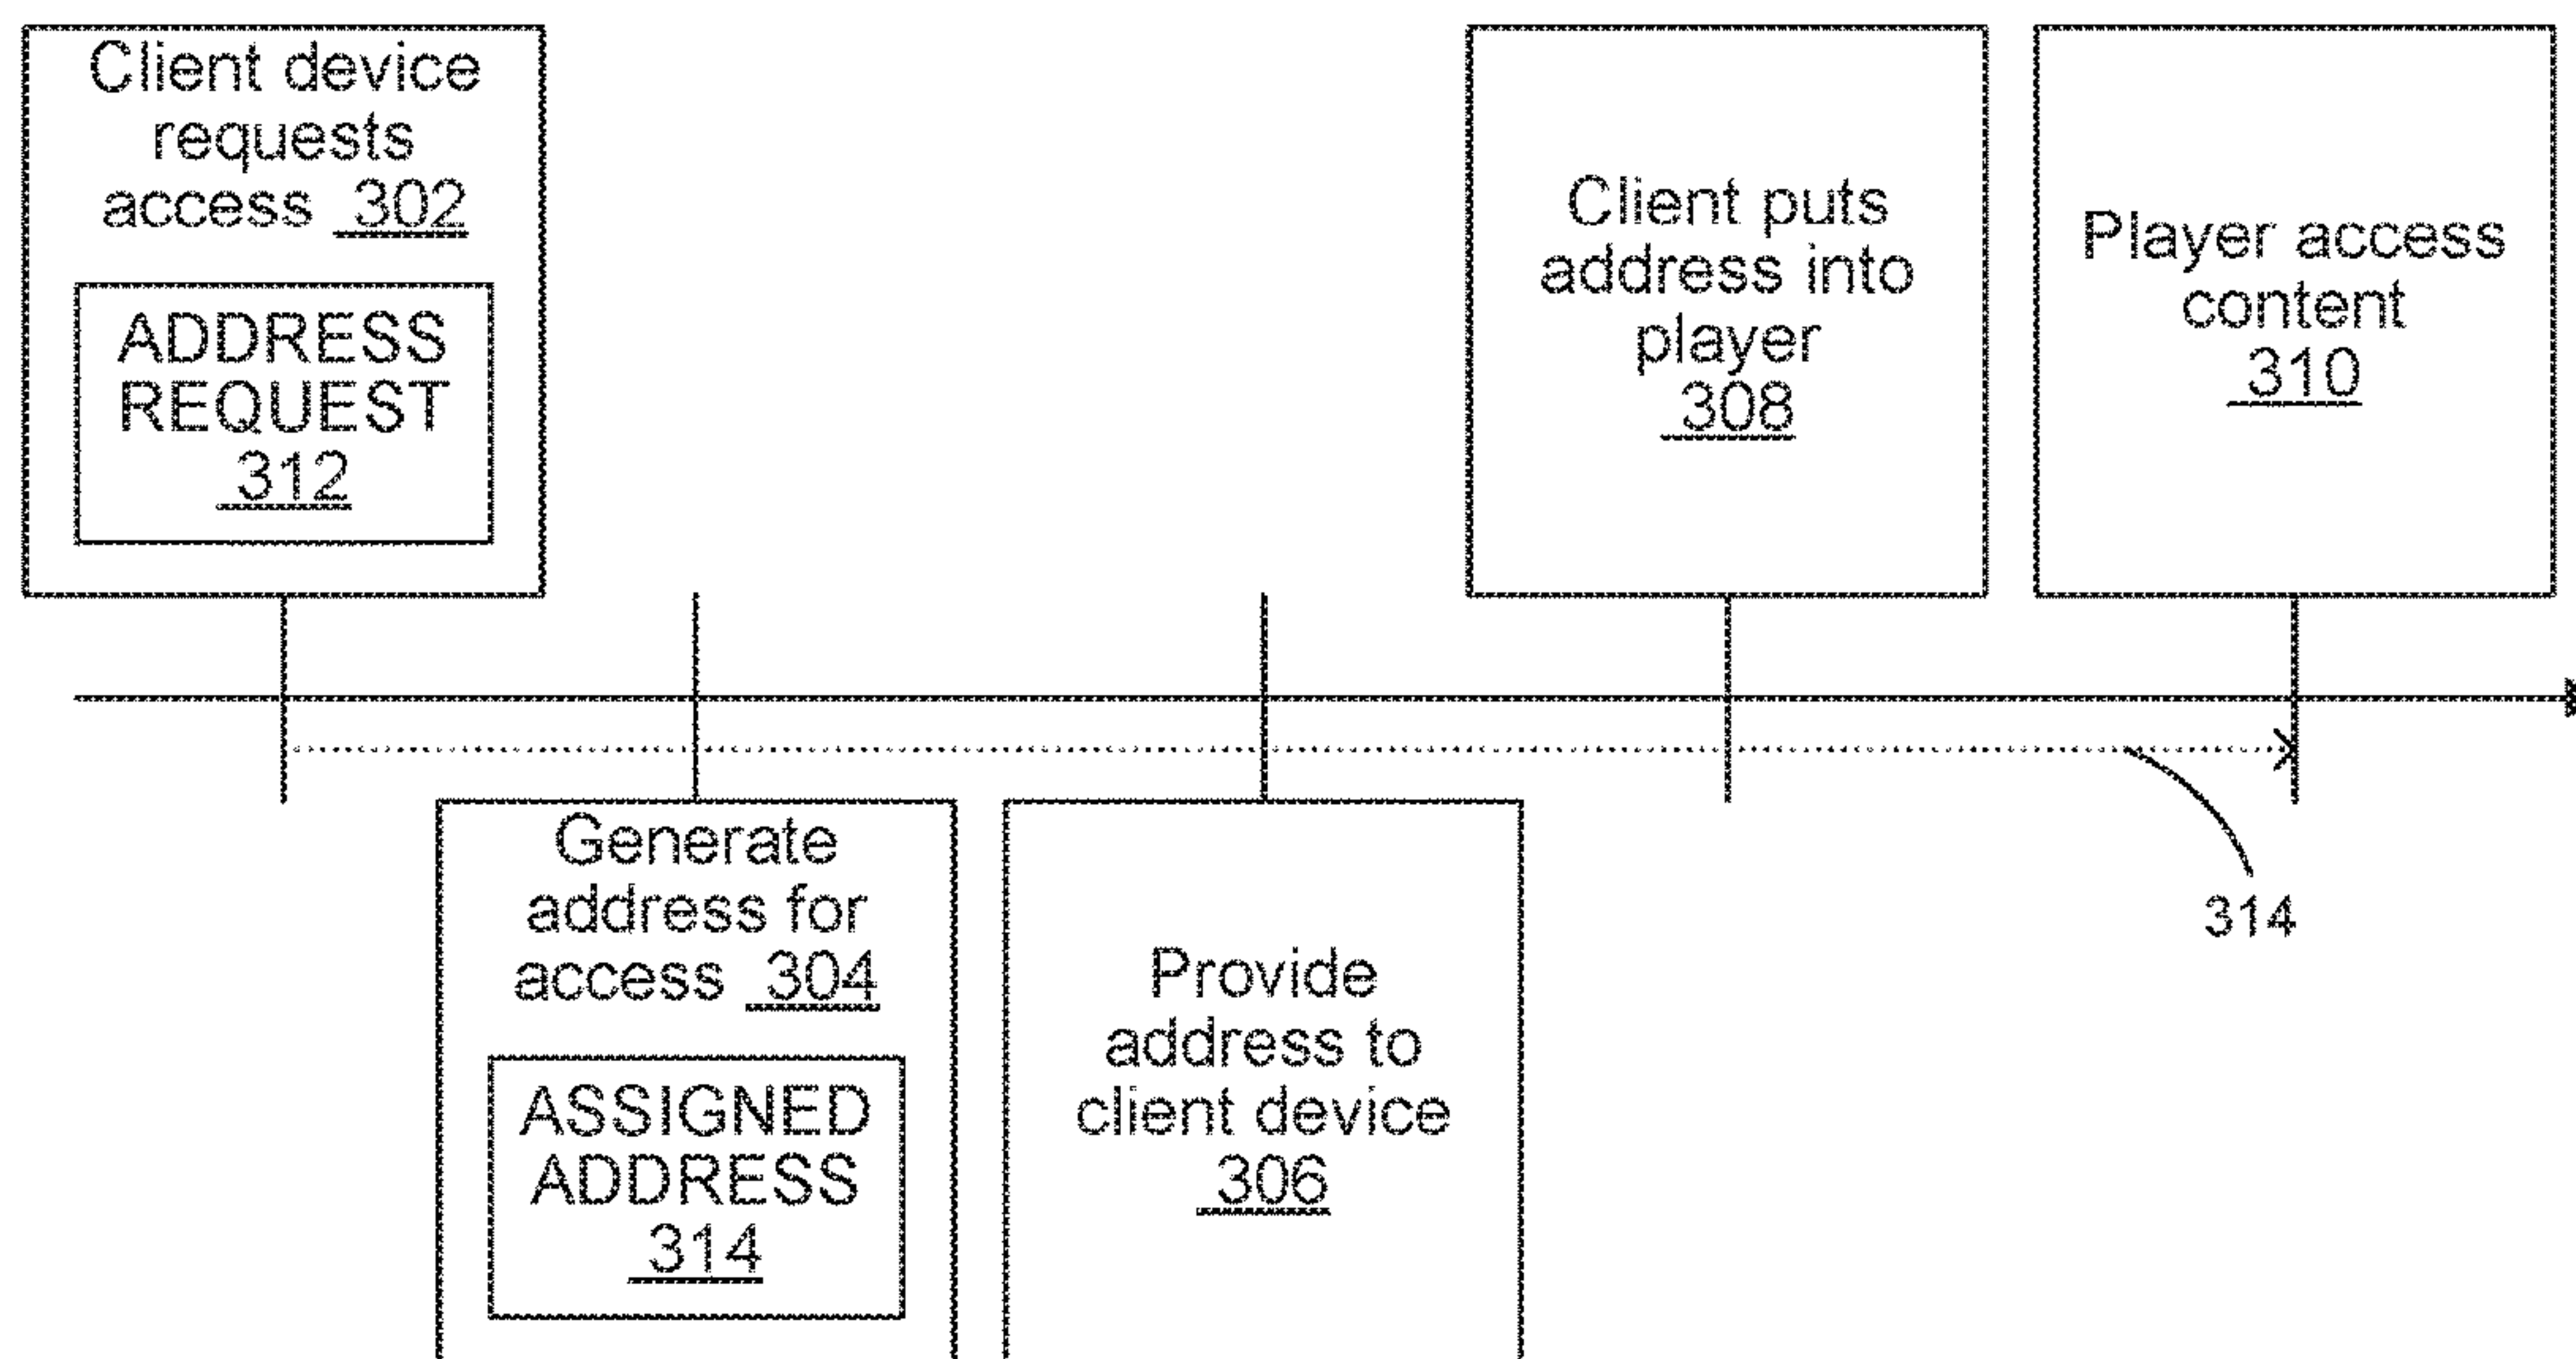 Client device
requests
access 302
ADDRESS
REQUEST
312
Generate
address for
access 304
ASSIGNED
ADDRESS
314
Provide
address to
client device
306
Client puts
address into
player
308
Player access
content
310
314